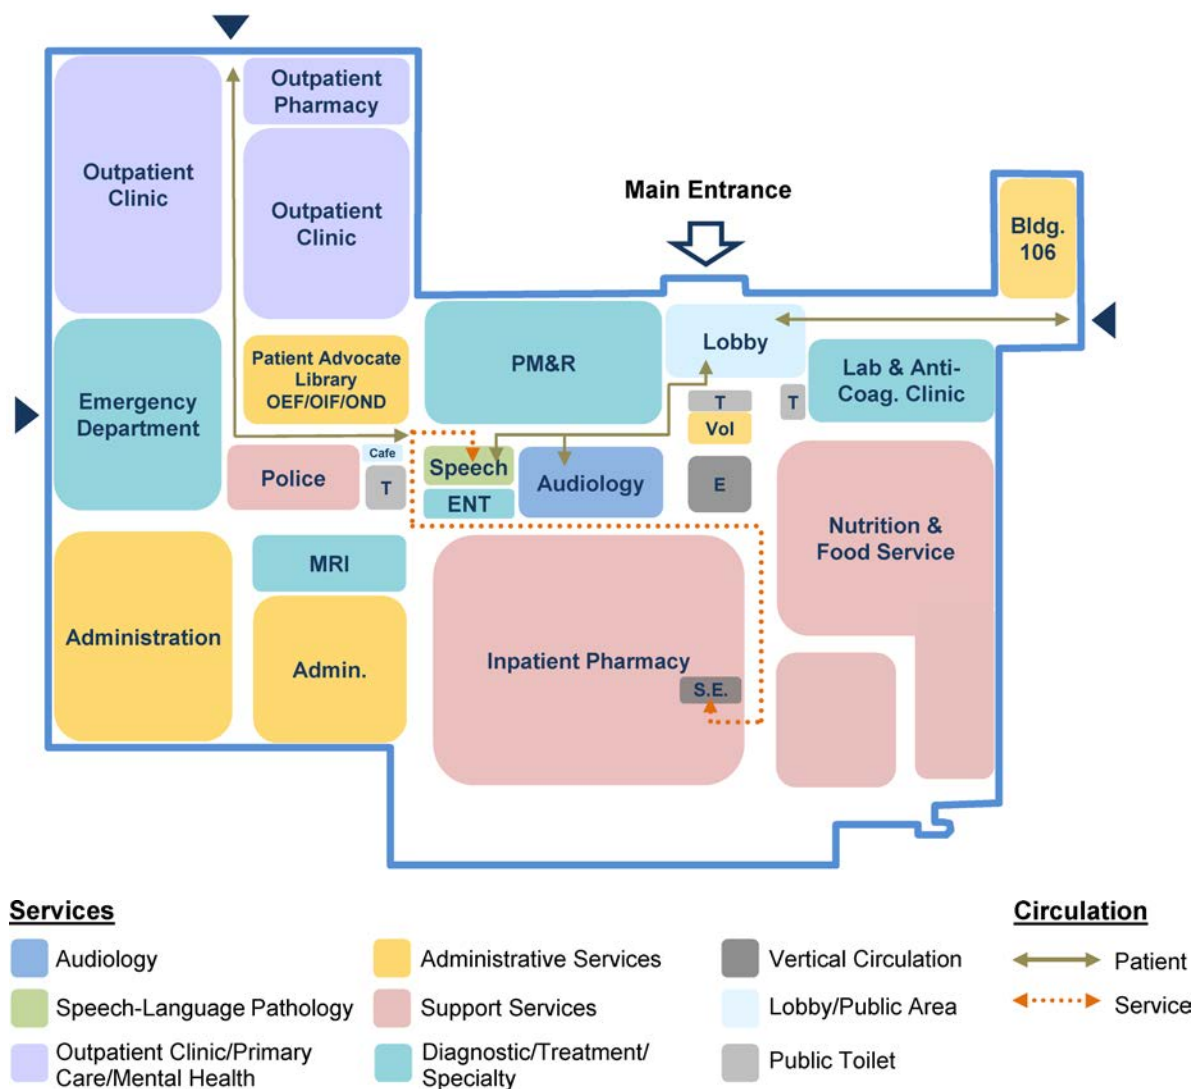 Outpatient
Pharmacy
Outpatient
Clinic
Outpatient
Clinic
Main Entrance
Bldg.
106
Patient Advocate
Library
OEF/OIF/OND
PM&R
Lobby
Lab & Anti-
Coag. Clinic
Emergency
Department
T
T
Vol
Cafe
Police
T
Speech
ENT
Audiology
E
Nutrition &
Food Service
MRI
Administration
Admin.
Inpatient Pharmacy
S.E.
Services
Audiology
Speech-Language Pathology
Outpatient Clinic/Primary
Care/Mental Health
Administrative Services
Support Services
Diagnostic/Treatment/
Specialty
Vertical Circulation
Lobby/Public Area
Public Toilet
Circulation
Patient
Service